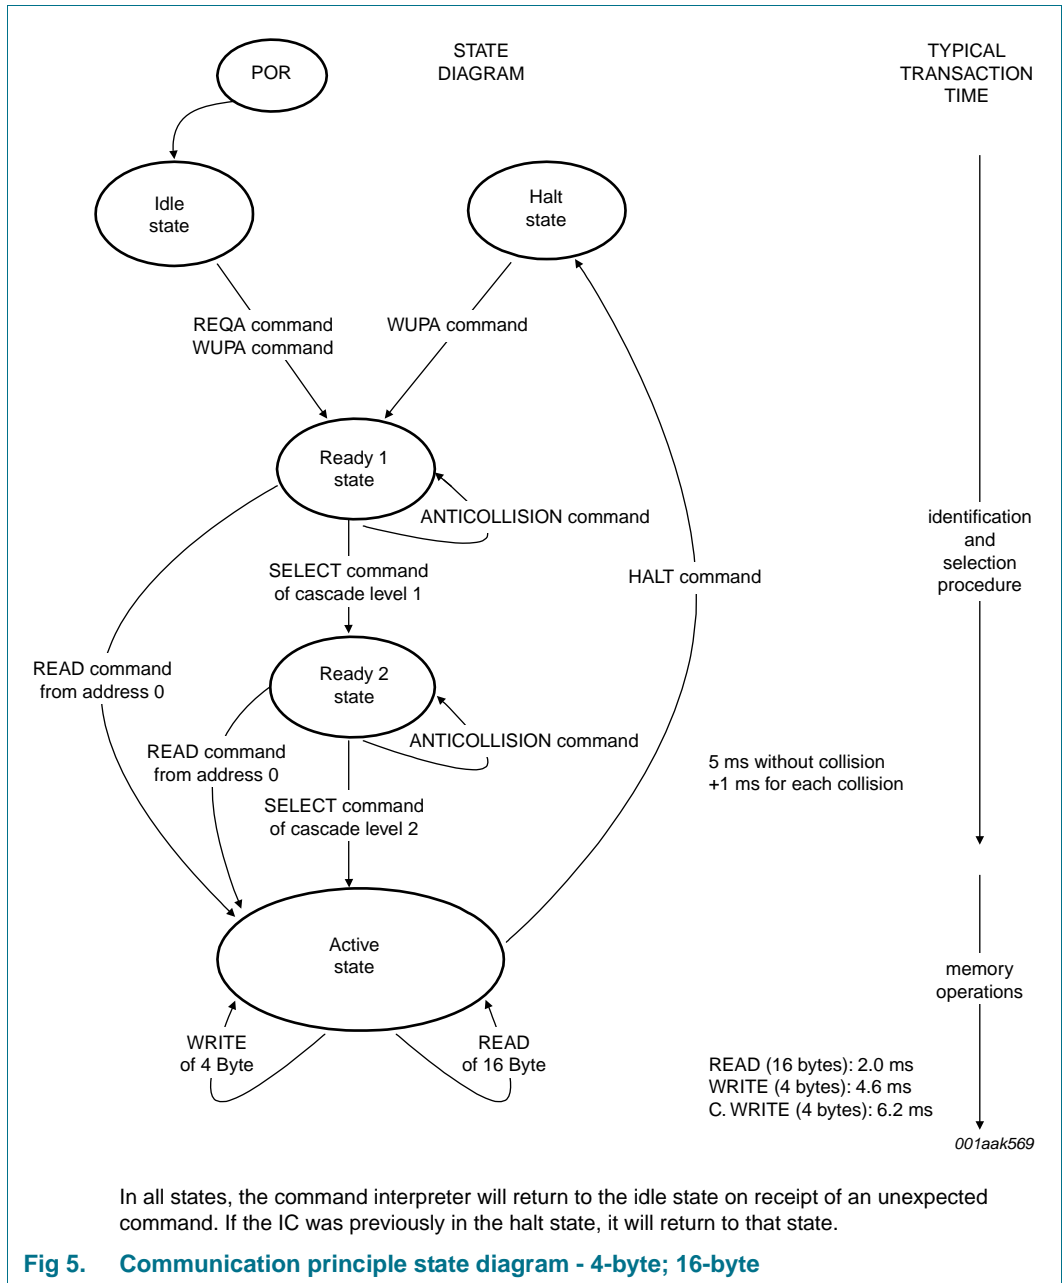 POR
STATE
DIAGRAM
TYPICAL
TRANSACTION
TIME
Idle
state
Halt
state
REQA command
WUPA command
WUPA command
Ready 1
state
ANTICOLLISION command
identification
and
selection
procedure
SELECT command
of cascade level 1
HALT command
READ command
from address 0
Ready 2
state
ANTICOLLISION command
READ command
from address 0
5 ms without collision
+1 ms for each collision
SELECT command
of cascade level 2
Active
state
memory
operations
WRITE
of 4 Byte
READ
of 16 Byte
READ (16 bytes): 2.0 ms
WRITE (4 bytes): 4.6 ms
C. WRITE (4 bytes): 6.2 ms
001aak569
In all states, the command interpreter will return to the idle state on receipt of an unexpected
command. If the IC was previously in the halt state, it will return to that state.
Fig 5. Communication principle state diagram - 4-byte; 16-byte